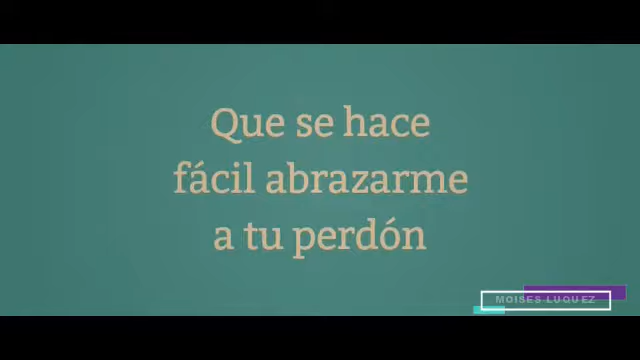 Que se hace
fácil abrazarme
a tu perdón
MOISES LUQUEZ